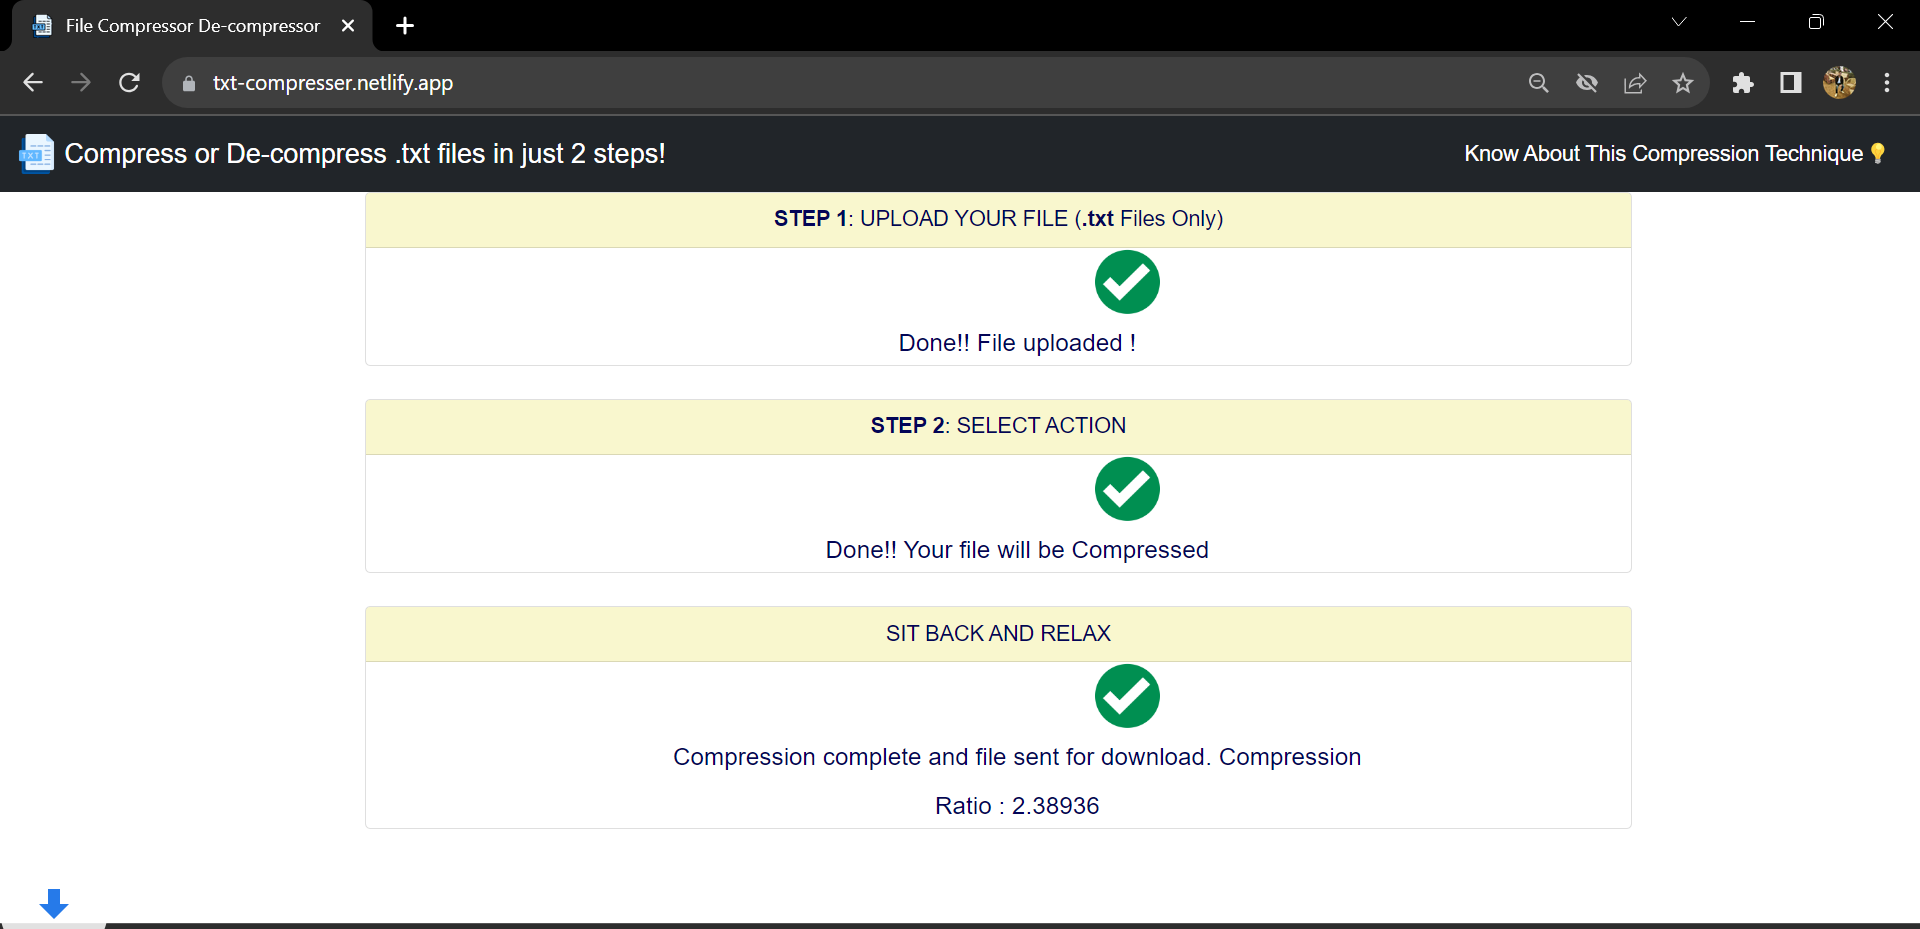 File Compressor De-compressor
txt-compresser.netlify.app
TXT Compress or De-compress .txt files in just 2 steps!
Know About This Compression Technique💡
STEP 1: UPLOAD YOUR FILE (.txt Files Only)
Done!! File uploaded !
STEP 2: SELECT ACTION
Done!! Your file will be Compressed
SIT BACK AND RELAX
Compression complete and file sent for download. Compression
Ratio : 2.38936